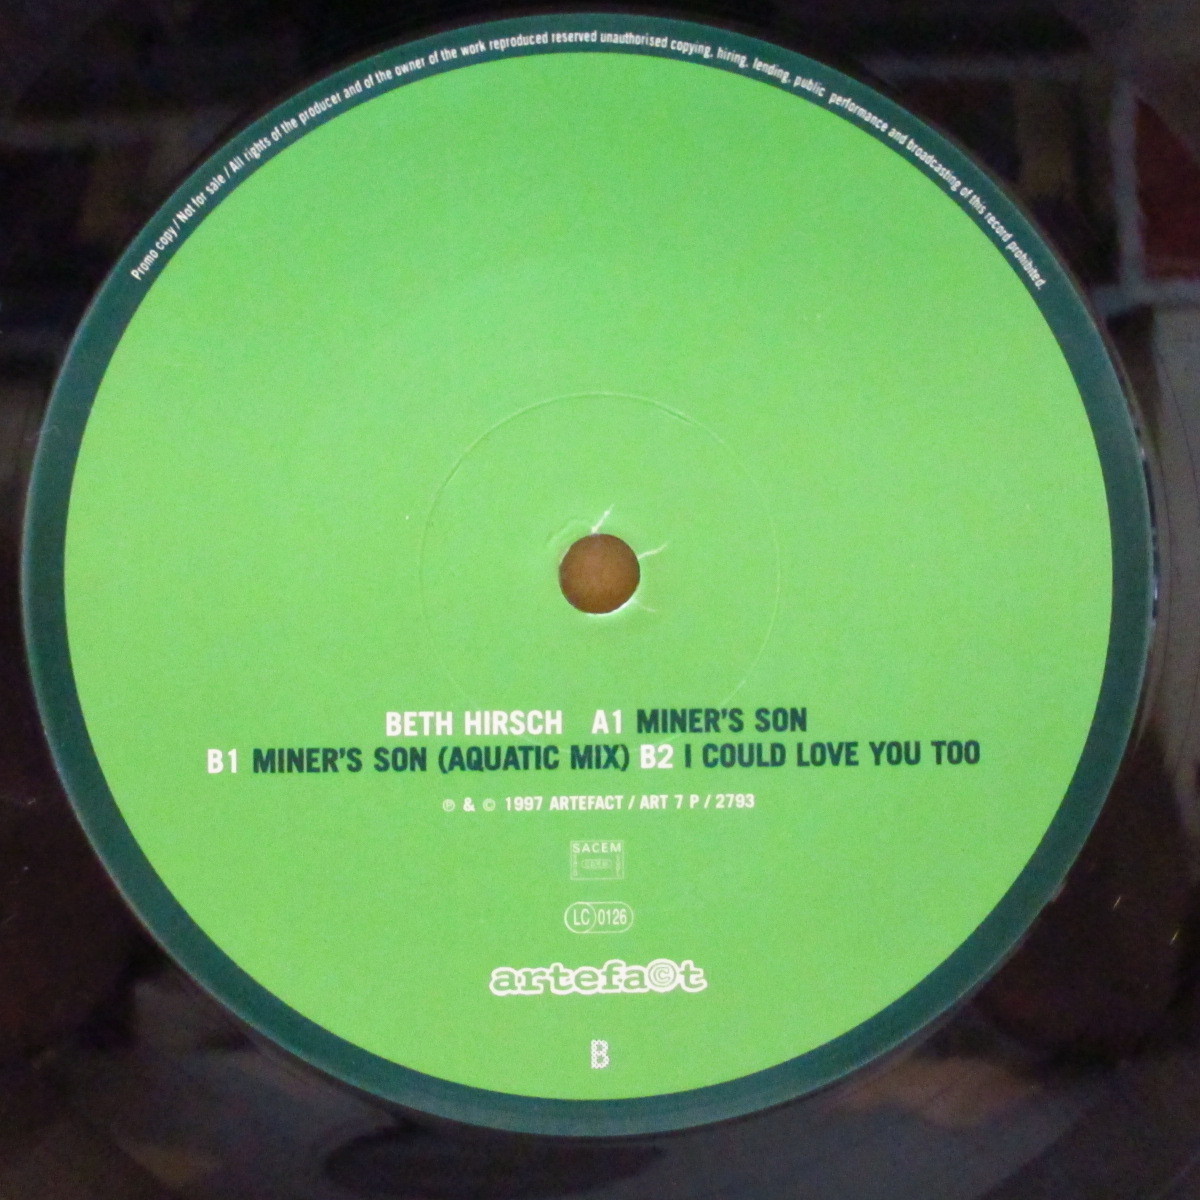 Promo copy / Not for sale / All rights of the producer and of the owner of the work reproduced reserved unauthorised copying, hiring, lending, public performance and broadcasting of this record prohibited.
BETH HIRSCH A1 MINER'S SON
B1 MINER'S SON (AQUATIC MIX) B2 I COULD LOVE YOU TOO
℗ & © 1997 ARTEFACT / ART 7 P / 2793
SACEM
LC 0126
artefa©t
B